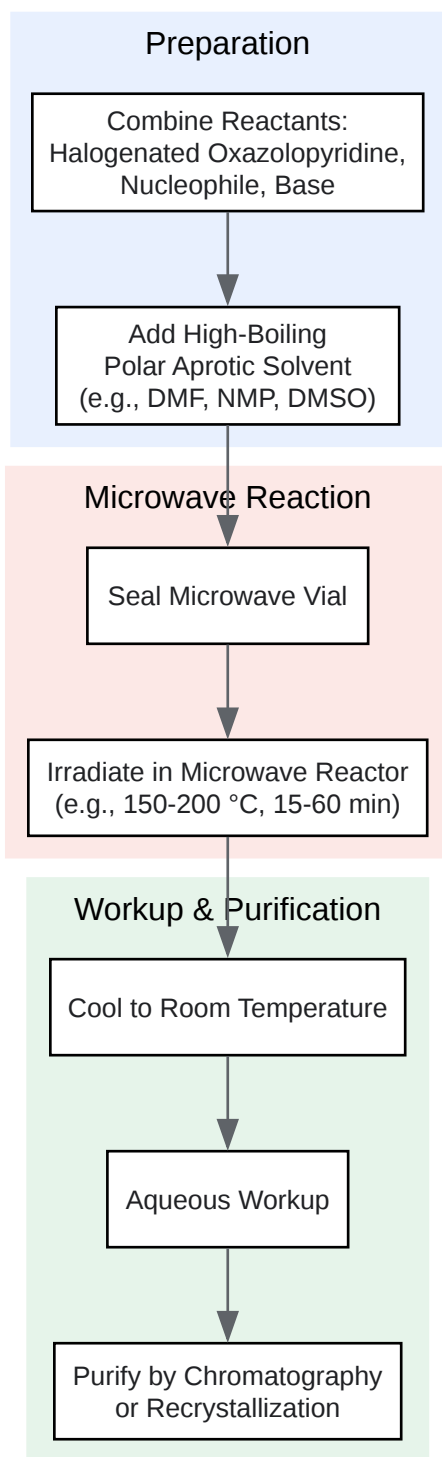 Preparation
Combine Reactants:
Halogenated Oxazolopyridine,
Nucleophile, Base
Add High-Boiling
Polar Aprotic Solvent
(e.g., DMF, NMP, DMSO)
Microwave Reaction
Seal Microwave Vial
Irradiate in Microwave Reactor
(e.g., 150-200 °C, 15-60 min)
Workup & Purification
Cool to Room Temperature
Aqueous Workup
Purify by Chromatography
or Recrystallization